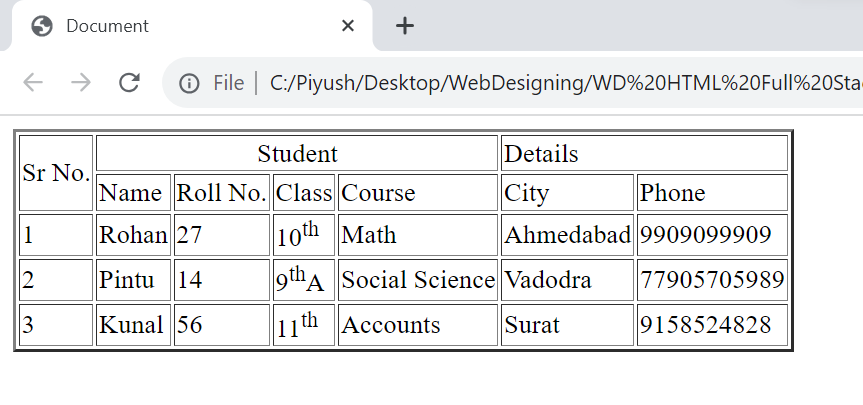 Document
File C:/Piyush/Desktop/WebDesigning/WD%20HTML%20Full%20Sta
Sr No. Student Details
Name Roll No. Class Course City Phone
1 Rohan 27 10th Math Ahmedabad 9909099909
2 Pintu 14 9thA Social Science Vadodra 77905705989
3 Kunal 56 11th Accounts Surat 9158524828